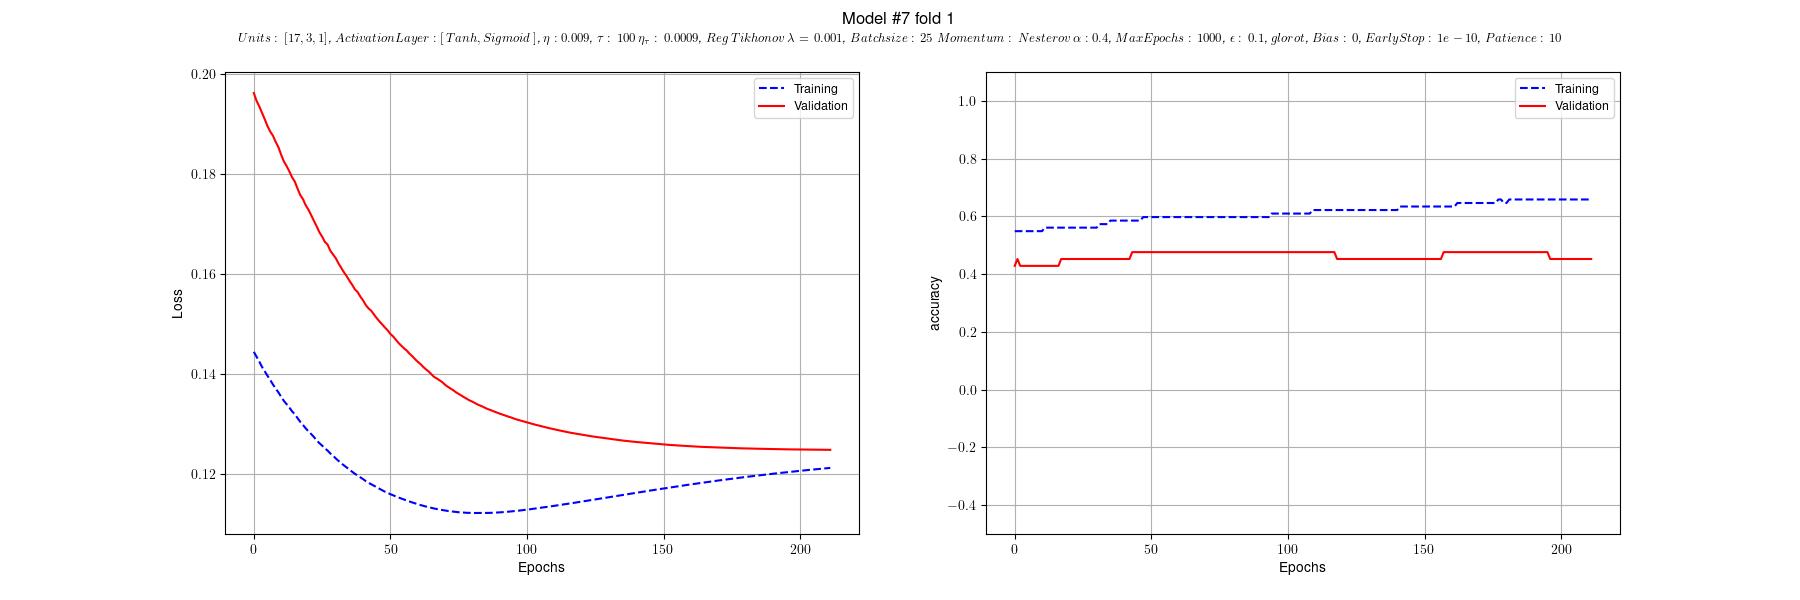 Model #7 fold 1
Units : [17, 3, 1], ActivationLayer : [ Tanh, Sigmoid ], η : 0.009, τ : 100 ητ : 0.0009, Reg Tikhonov λ = 0.001, Batchsize : 25 Momentum : Nesterov α : 0.4, MaxEpochs : 1000, ϵ : 0.1, glorot, Bias : 0, EarlyStop : 1e − 10, Patience : 10
0.20
0.18
0.16
0.14
0.12
Loss
0 50 100 150 200
Epochs
Training
Validation
1.0
0.8
0.6
0.4
0.2
0.0
−0.2
−0.4
accuracy
0 50 100 150 200
Epochs
Training
Validation